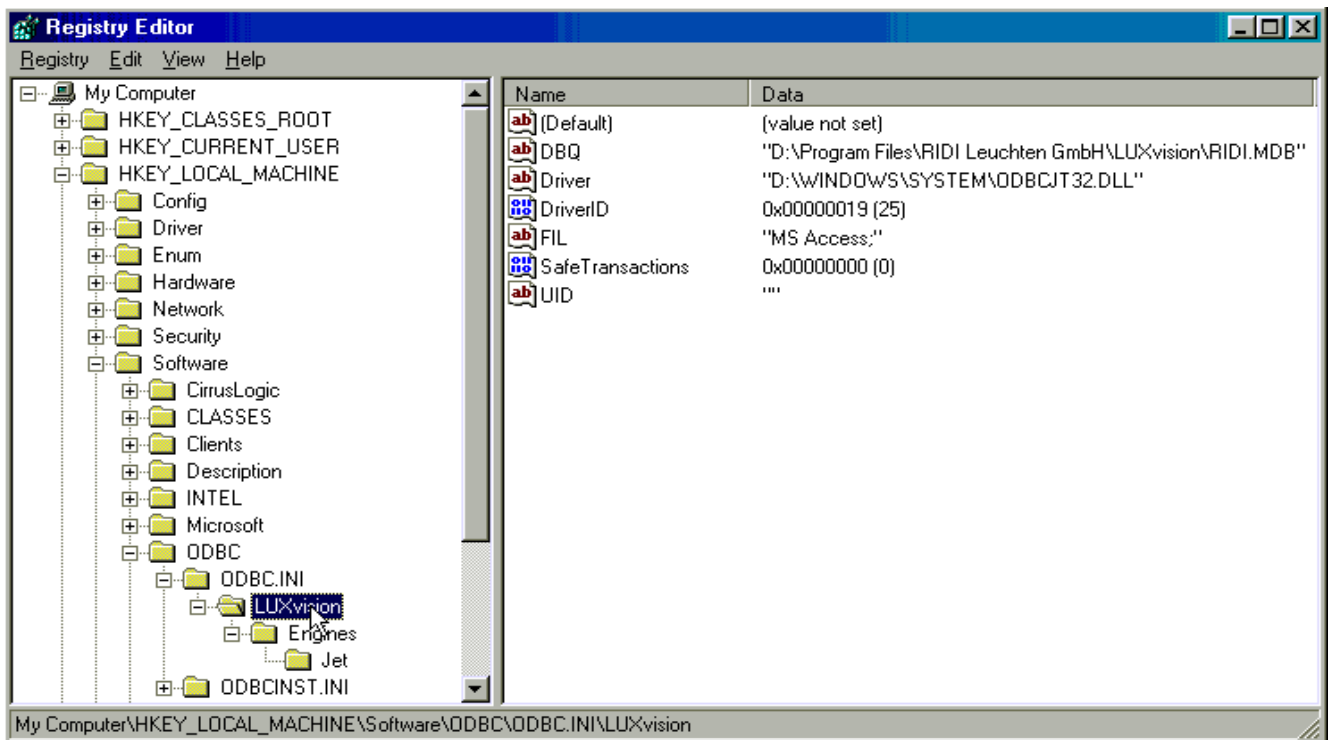 Registry Editor
Registry Edit View Help
My Computer
HKEY_CLASSES_ROOT
HKEY_CURRENT_USER
HKEY_LOCAL_MACHINE
Config
Driver
Enum
Hardware
Network
Security
Software
CirrusLogic
CLASSES
Clients
Description
INTEL
Microsoft
ODBC
ODBC.INI
LUXvision
Engines
Jet
ODBCINST.INI
Name Data
(Default) (value not set)
DBQ "D:\Program Files\RIDI Leuchten GmbH\LUXvision\RIDI.MDB"
Driver "D:\WINDOWS\SYSTEM\ODBCJT32.DLL"
DriverID 0x00000019 (25)
FIL "MS Access;"
SafeTransactions 0x00000000 (0)
UID ""
My Computer\HKEY_LOCAL_MACHINE\Software\ODBC\ODBC.INI\LUXvision